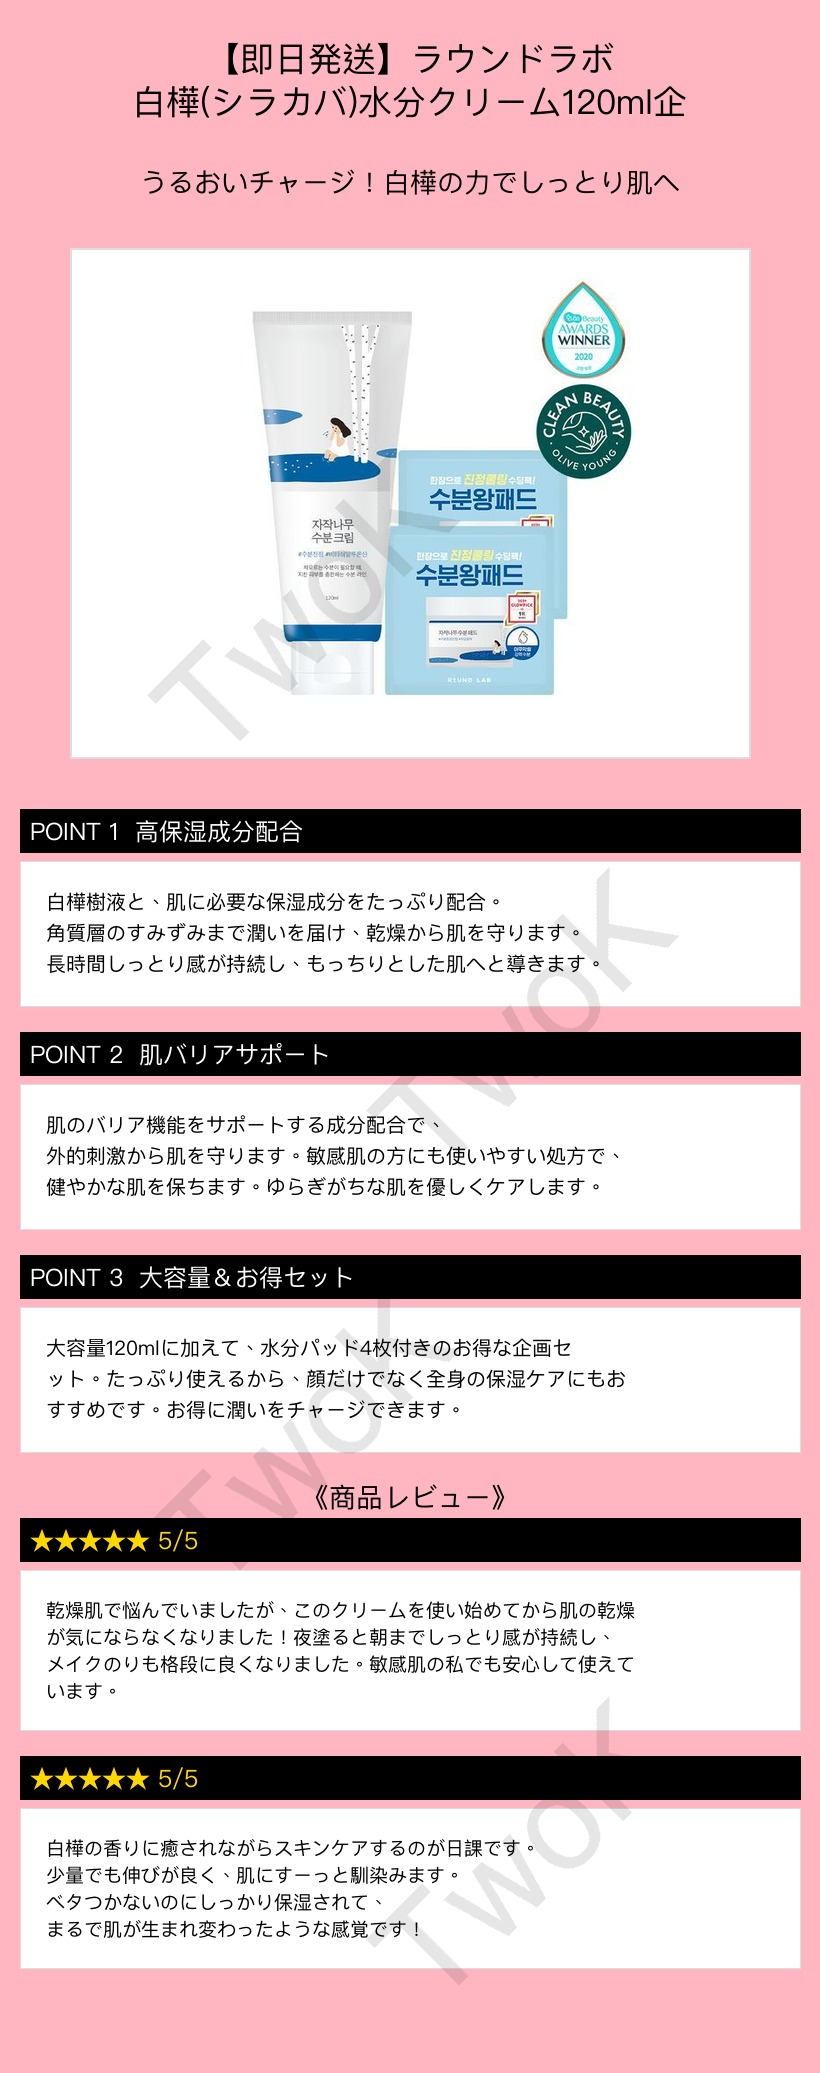 【即日発送】ラウンドラボ
白樺(シラカバ)水分クリーム120ml企
うるおいチャージ！白樺の力でしっとり肌へ
Beauty
AWARDS
WINNER
2020
CLEAN BEAUTY
OLIVE YOUNG
자작나무
수분크림
#수분진정 #비타히알루론산
120ml
한장으로 진정쿨링 수딩팩!
수분왕패드
한장으로 진정쿨링 수딩팩!
수분왕패드
GLOWPICK
1위
자작나무 수분 패드
ROUND LAB
TwoK
POINT 1 高保湿成分配合
白樺樹液と、肌に必要な保湿成分をたっぷり配合。
角質層のすみずみまで潤いを届け、乾燥から肌を守ります。
長時間しっとり感が持続し、もっちりとした肌へと導きます。
TwoK
POINT 2 肌バリアサポート
肌のバリア機能をサポートする成分配合で、
外的刺激から肌を守ります。敏感肌の方にも使いやすい処方で、
健やかな肌を保ちます。ゆらぎがちな肌を優しくケアします。
POINT 3 大容量＆お得セット
大容量120mlに加えて、水分パッド4枚付きのお得な企画セ
ット。たっぷり使えるから、顔だけでなく全身の保湿ケアにもお
すすめです。お得に潤いをチャージできます。
TwoK
《商品レビュー》
★★★★★ 5/5
乾燥肌で悩んでいましたが、このクリームを使い始めてから肌の乾燥
が気にならなくなりました！夜塗ると朝までしっとり感が持続し、
メイクのりも格段に良くなりました。敏感肌の私でも安心して使えて
います。
★★★★★ 5/5
白樺の香りに癒されながらスキンケアするのが日課です。
少量でも伸びが良く、肌にすーっと馴染みます。
ベタつかないのにしっかり保湿されて、
まるで肌が生まれ変わったような感覚です！
TwoK